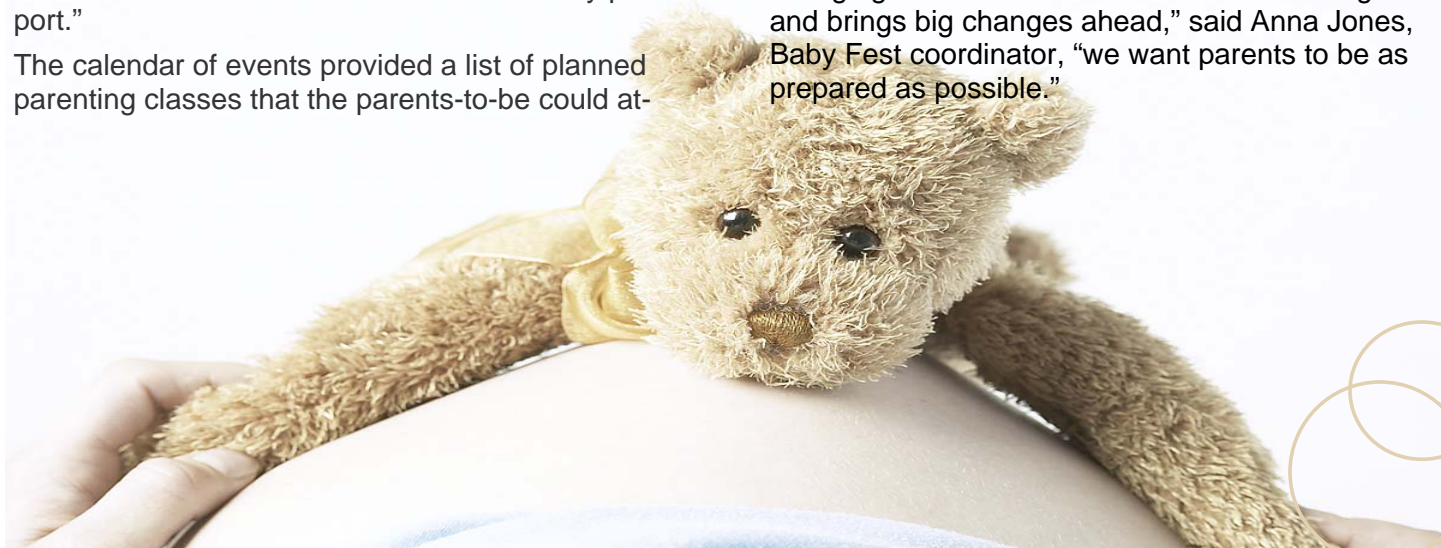 port.”
The calendar of events provided a list of planned
parenting classes that the parents-to-be could at-
and brings big changes ahead,” said Anna Jones,
Baby Fest coordinator, “we want parents to be as
prepared as possible.”